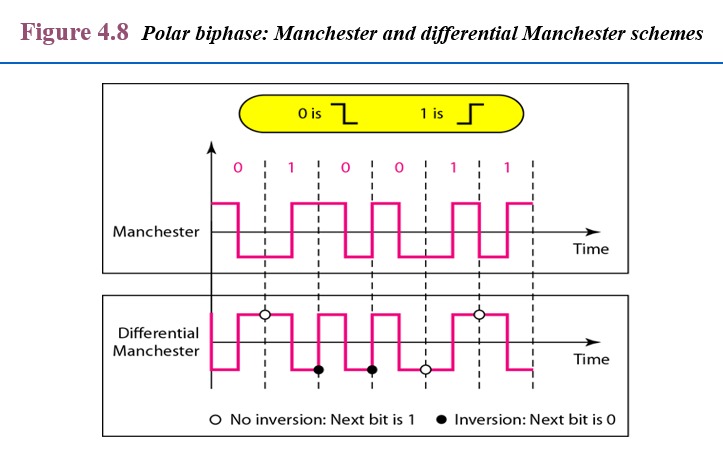 Figure 4.8 Polar biphase: Manchester and differential Manchester schemes
0 is 1 is
0 1 0 0 1 1
Manchester
Time
Differential
Manchester
Time
No inversion: Next bit is 1 Inversion: Next bit is 0